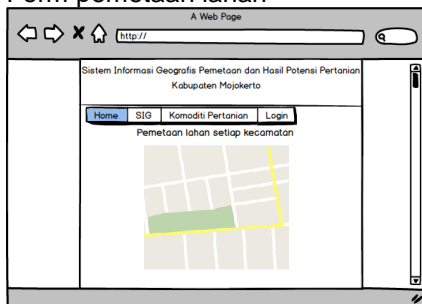 Form pemetaan lahan
A Web Page
http://
Sistem Informasi Geografis Pemetaan dan Hasil Potensi Pertanian
Kabupaten Mojokerto
Home SIG Komoditi Pertanian Login
Pemetaan lahan setiap kecamatan